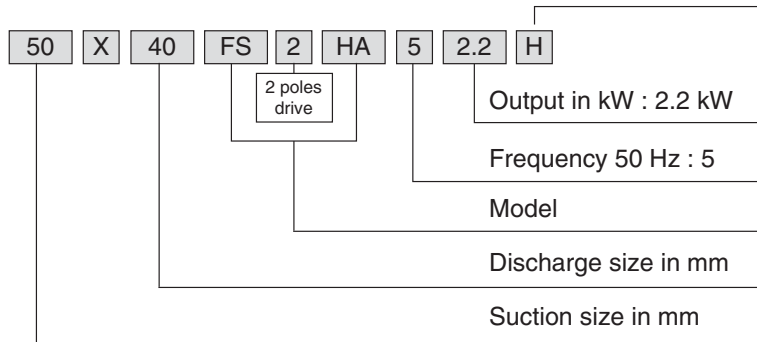 50 X 40 FS 2 HA 5 2.2 H
2 poles
drive
Output in kW : 2.2 kW
Frequency 50 Hz : 5
Model
Discharge size in mm
Suction size in mm